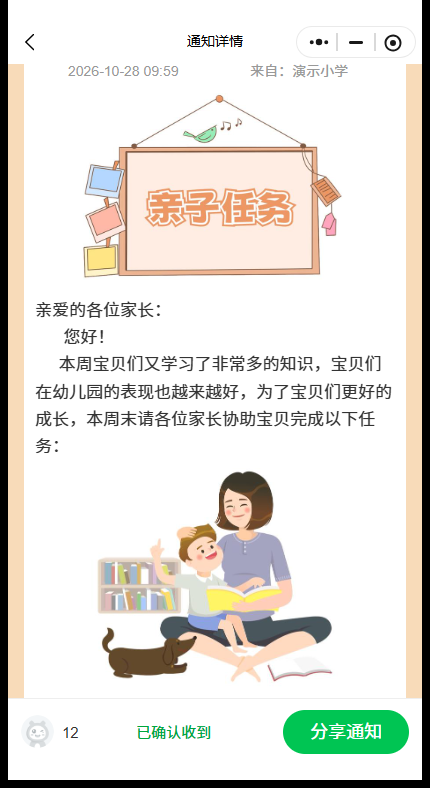 通知详情
2026-10-28 09:59 来自：演示小学
亲子任务
亲爱的各位家长：
您好！
本周宝贝们又学习了非常多的知识，宝贝们
在幼儿园的表现也越来越好，为了宝贝们更好的
成长，本周末请各位家长协助宝贝完成以下任
务：
12 已确认收到 分享通知